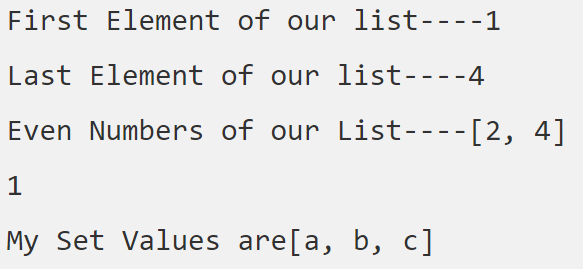 First Element of our list----1
Last Element of our list----4
Even Numbers of our List----[2, 4]
1
My Set Values are[a, b, c]